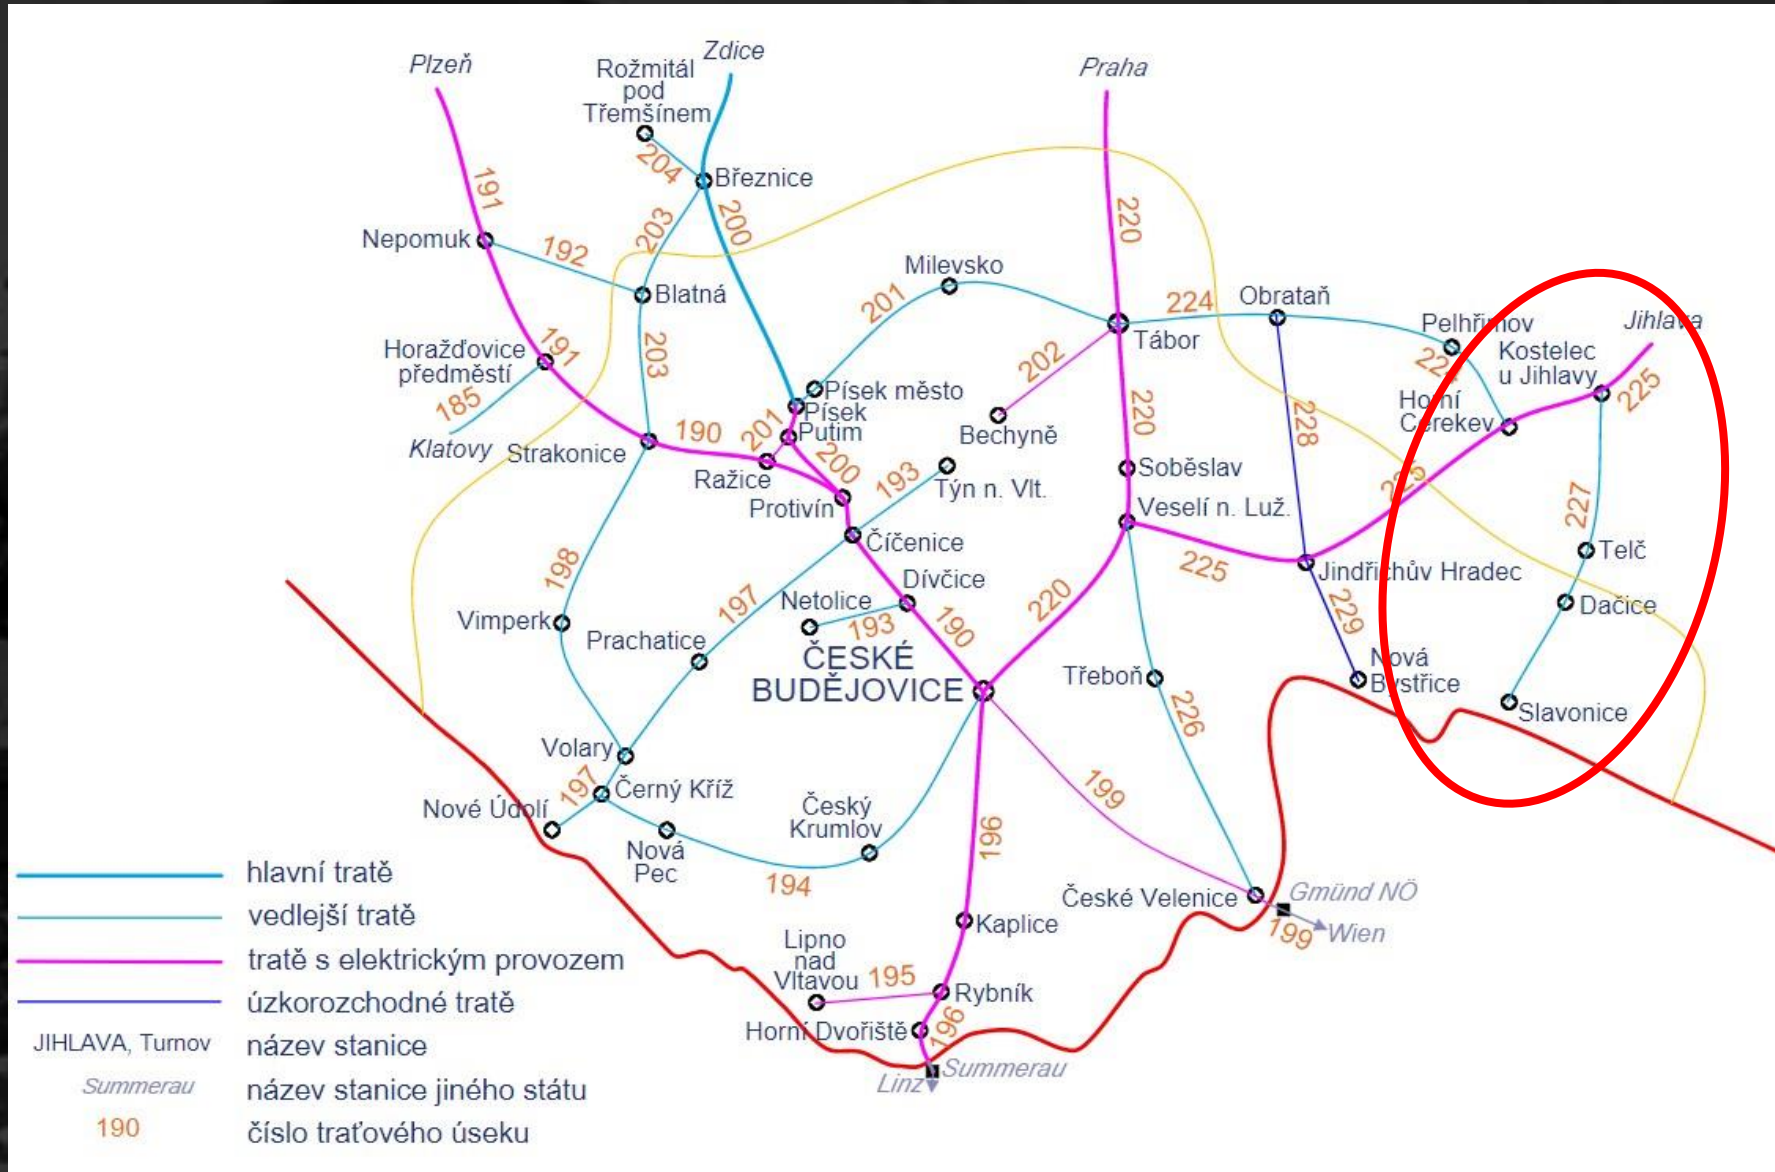 Plzeň
Zdice
Rožmitál
pod
Třemšínem
Praha
204
Březnice
191
200
203
220
Nepomuk
192
Milevsko
Blatná
201
224
Obrataň
Pelhřimov
Jihlava
Tábor
Kostelec
u Jihlavy
Horažďovice
předměstí
191
203
202
224
225
185
Písek město
Horní
Cerekev
Klatovy
Strakonice
190
201
Písek
Putim
Bechyně
220
228
Ražice
200
193
Týn n. Vlt.
Soběslav
225
Protivín
Veselí n. Luž.
227
Číčenice
Telč
198
Dívčice
225
Jindřichův Hradec
Vimperk
197
Netolice
193
190
220
229
Dačice
Prachatice
ČESKÉ
BUDĚJOVICE
Třeboň
Nová
Bystřice
226
Slavonice
Volary
197
Černý Kříž
199
Nové Údolí
Český
Krumlov
196
Nová
Pec
194
hlavní tratě
České Velenice
Gmünd NÖ
vedlejší tratě
Kaplice
199
Wien
tratě s elektrickým provozem
Lipno
nad
Vltavou
195
Rybník
úzkorozchodné tratě
Horní Dvořiště
196
JIHLAVA, Turnov
název stanice
Linz
Summerau
Summerau
název stanice jiného státu
190
číslo traťového úseku